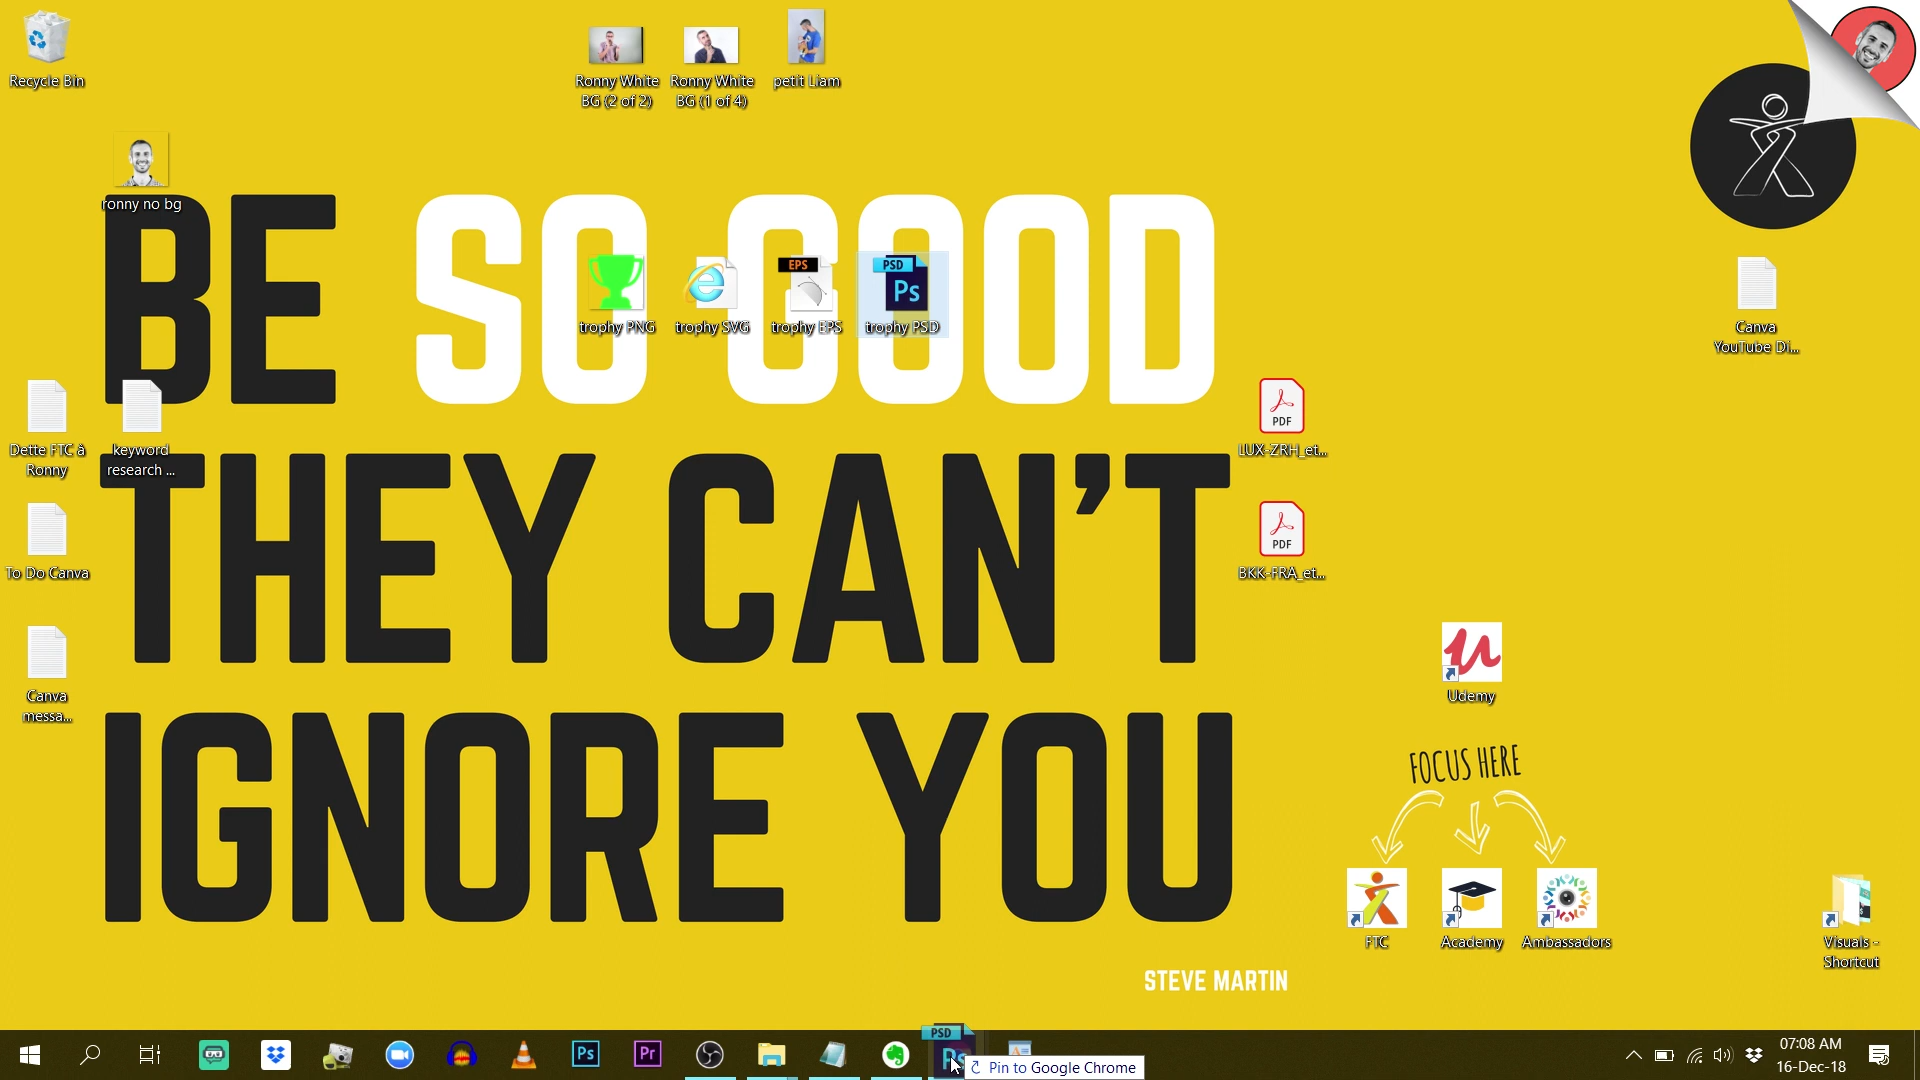 Recycle Bin
Ronny White
BG (2 of 2)
Ronny White
BG (1 of 4)
petit Liam
ronny no bg
BE SO GOOD
THEY CAN'T
IGNORE YOU
STEVE MARTIN
trophy PNG
trophy SVG
EPS
trophy EPS
PSD
Ps
trophy PSD
Canva
YouTube Di...
Dette FTC à
Ronny
keyword
research ...
PDF
LUX-ZRH_et...
To Do Canva
PDF
BKK-FRA_et...
Canva
messa...
Udemy
FOCUS HERE
FTC
Academy
Ambassadors
Visuals -
Shortcut
Ps
Pr
PSD
Ps
Pin to Google Chrome
07:08 AM
16-Dec-18